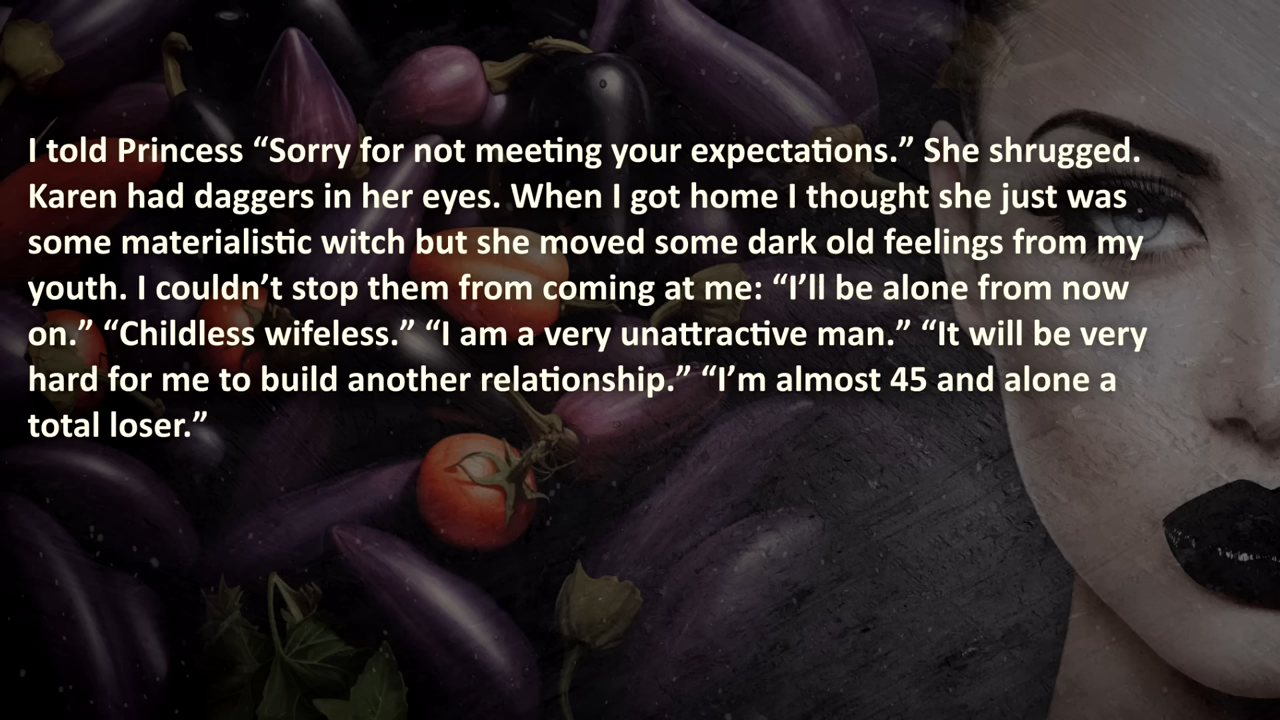 I told Princess “Sorry for not meeting your expectations.” She shrugged.
Karen had daggers in her eyes. When I got home I thought she just was
some materialistic witch but she moved some dark old feelings from my
youth. I couldn’t stop them from coming at me: “I’ll be alone from now
on.” “Childless wifeless.” “I am a very unattractive man.” “It will be very
hard for me to build another relationship.” “I’m almost 45 and alone a
total loser.”